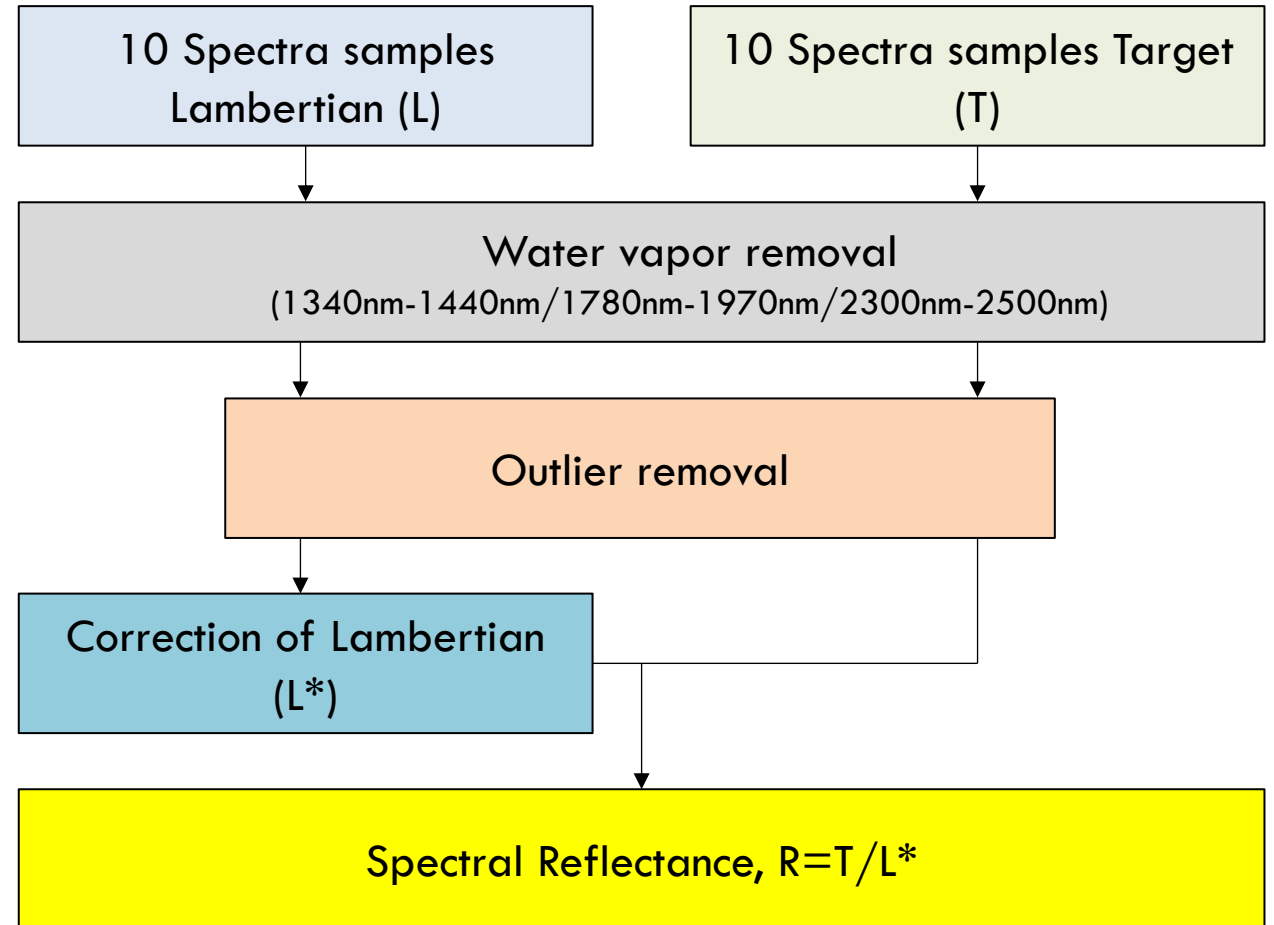 10 Spectra samples
Lambertian (L)
10 Spectra samples Target
(T)
Water vapor removal
(1340nm-1440nm/1780nm-1970nm/2300nm-2500nm)
Outlier removal
Correction of Lambertian
(L*)
Spectral Reflectance, R=T/L*